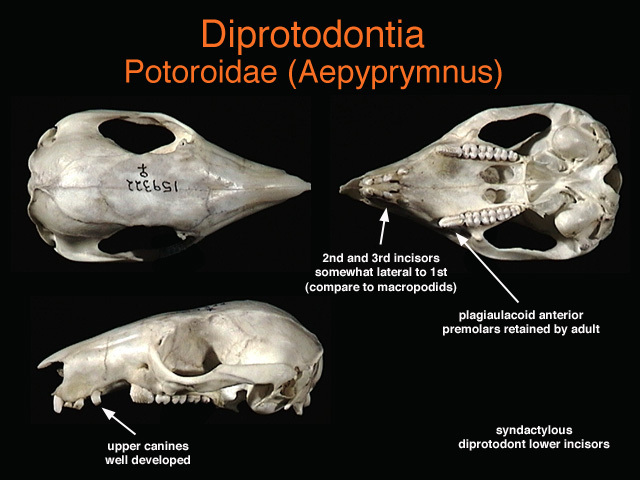 Diprotodontia
Potoroidae (Aepyprymnus)
159322
♀
2nd and 3rd incisors
somewhat lateral to 1st
(compare to macropodids)
plagiaulacoid anterior
premolars retained by adult
upper canines
well developed
syndactylous
diprotodont lower incisors